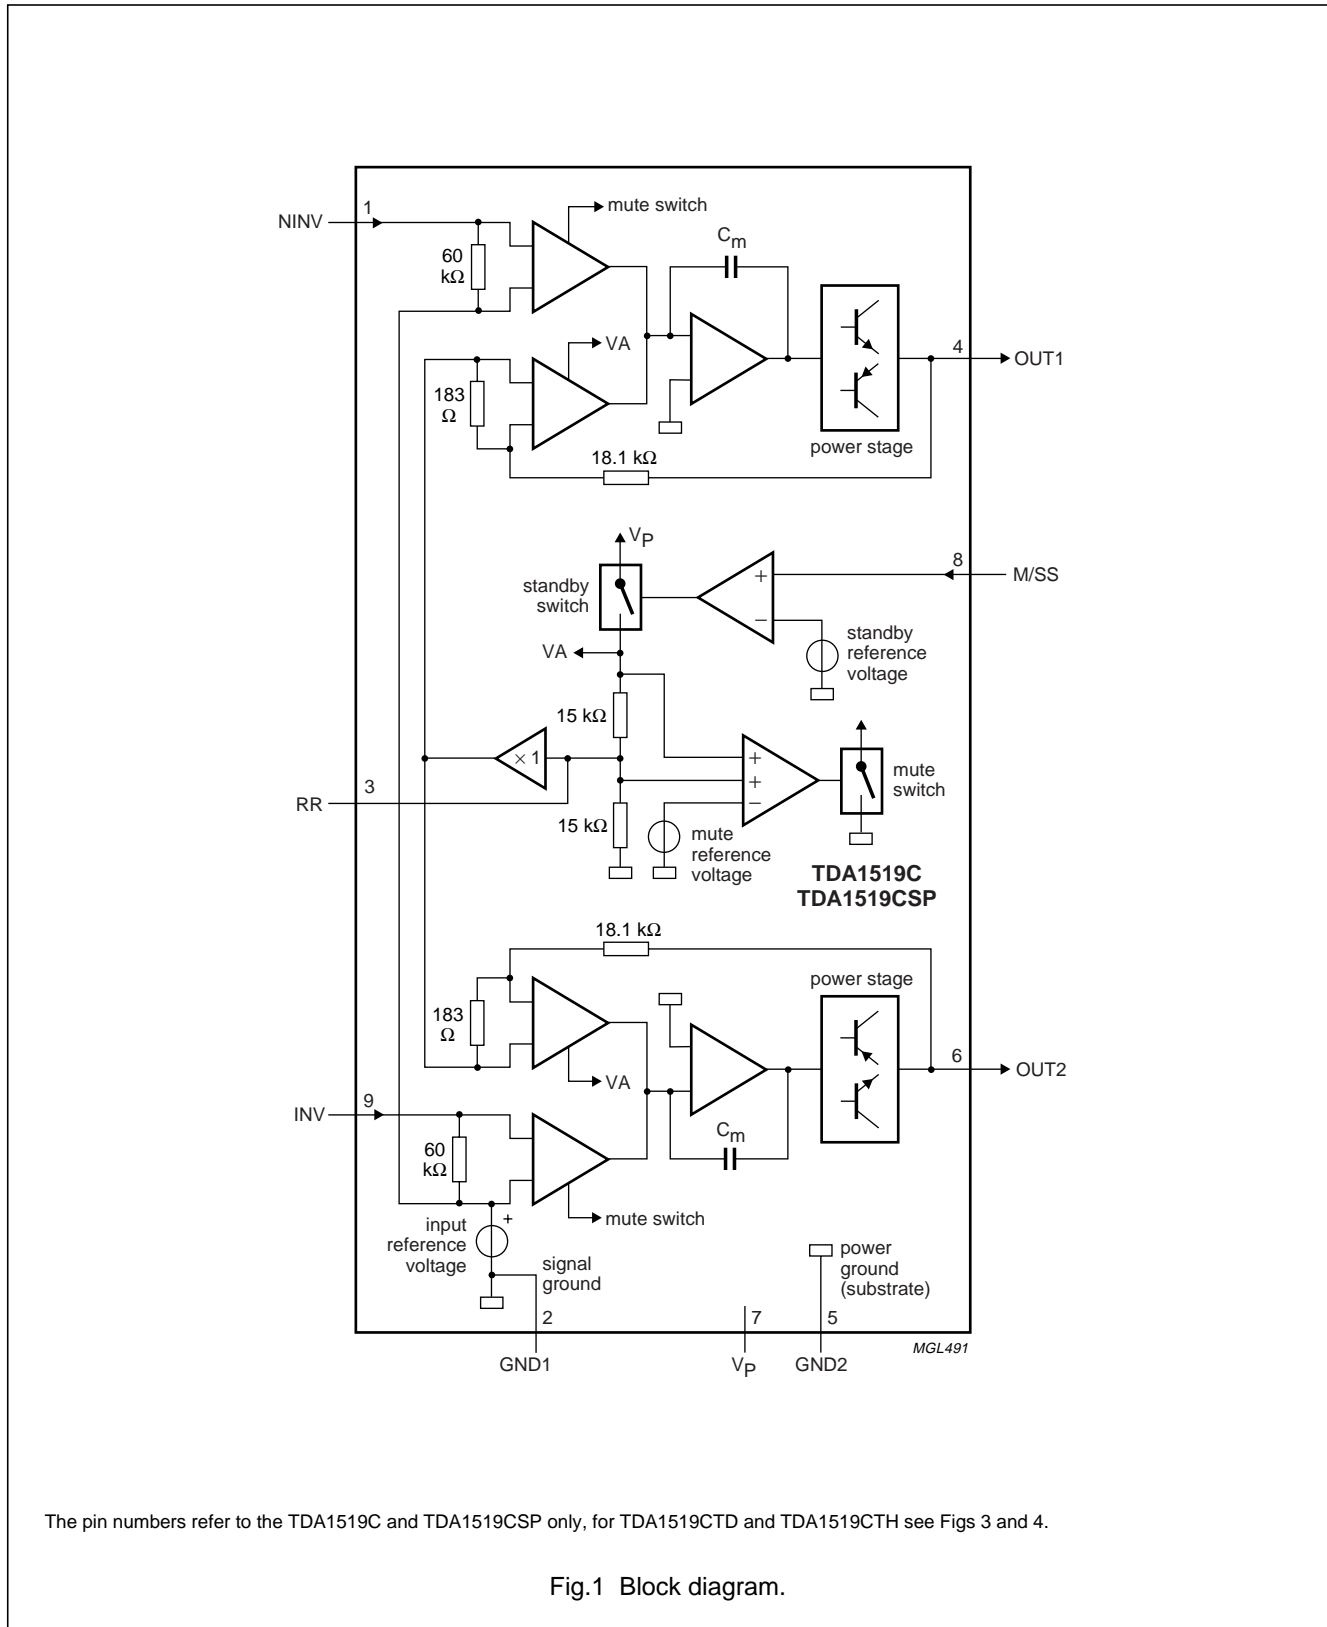 mute switch
1
NINV
Cm
60
kΩ
VA
4
OUT1
183
Ω
power stage
18.1 kΩ
VP
8
M/SS
+
−
standby
switch
standby
reference
voltage
VA
15 kΩ
× 1
+
+
−
mute
switch
3
RR
15 kΩ
mute
reference
voltage
TDA1519C
TDA1519CSP
18.1 kΩ
power stage
183
Ω
6
OUT2
VA
9
INV
Cm
60
kΩ
mute switch
+
input
reference
voltage
signal
ground
power
ground
(substrate)
2
7
5
MGL491
GND1
VP
GND2
The pin numbers refer to the TDA1519C and TDA1519CSP only, for TDA1519CTD and TDA1519CTH see Figs 3 and 4.
Fig.1 Block diagram.